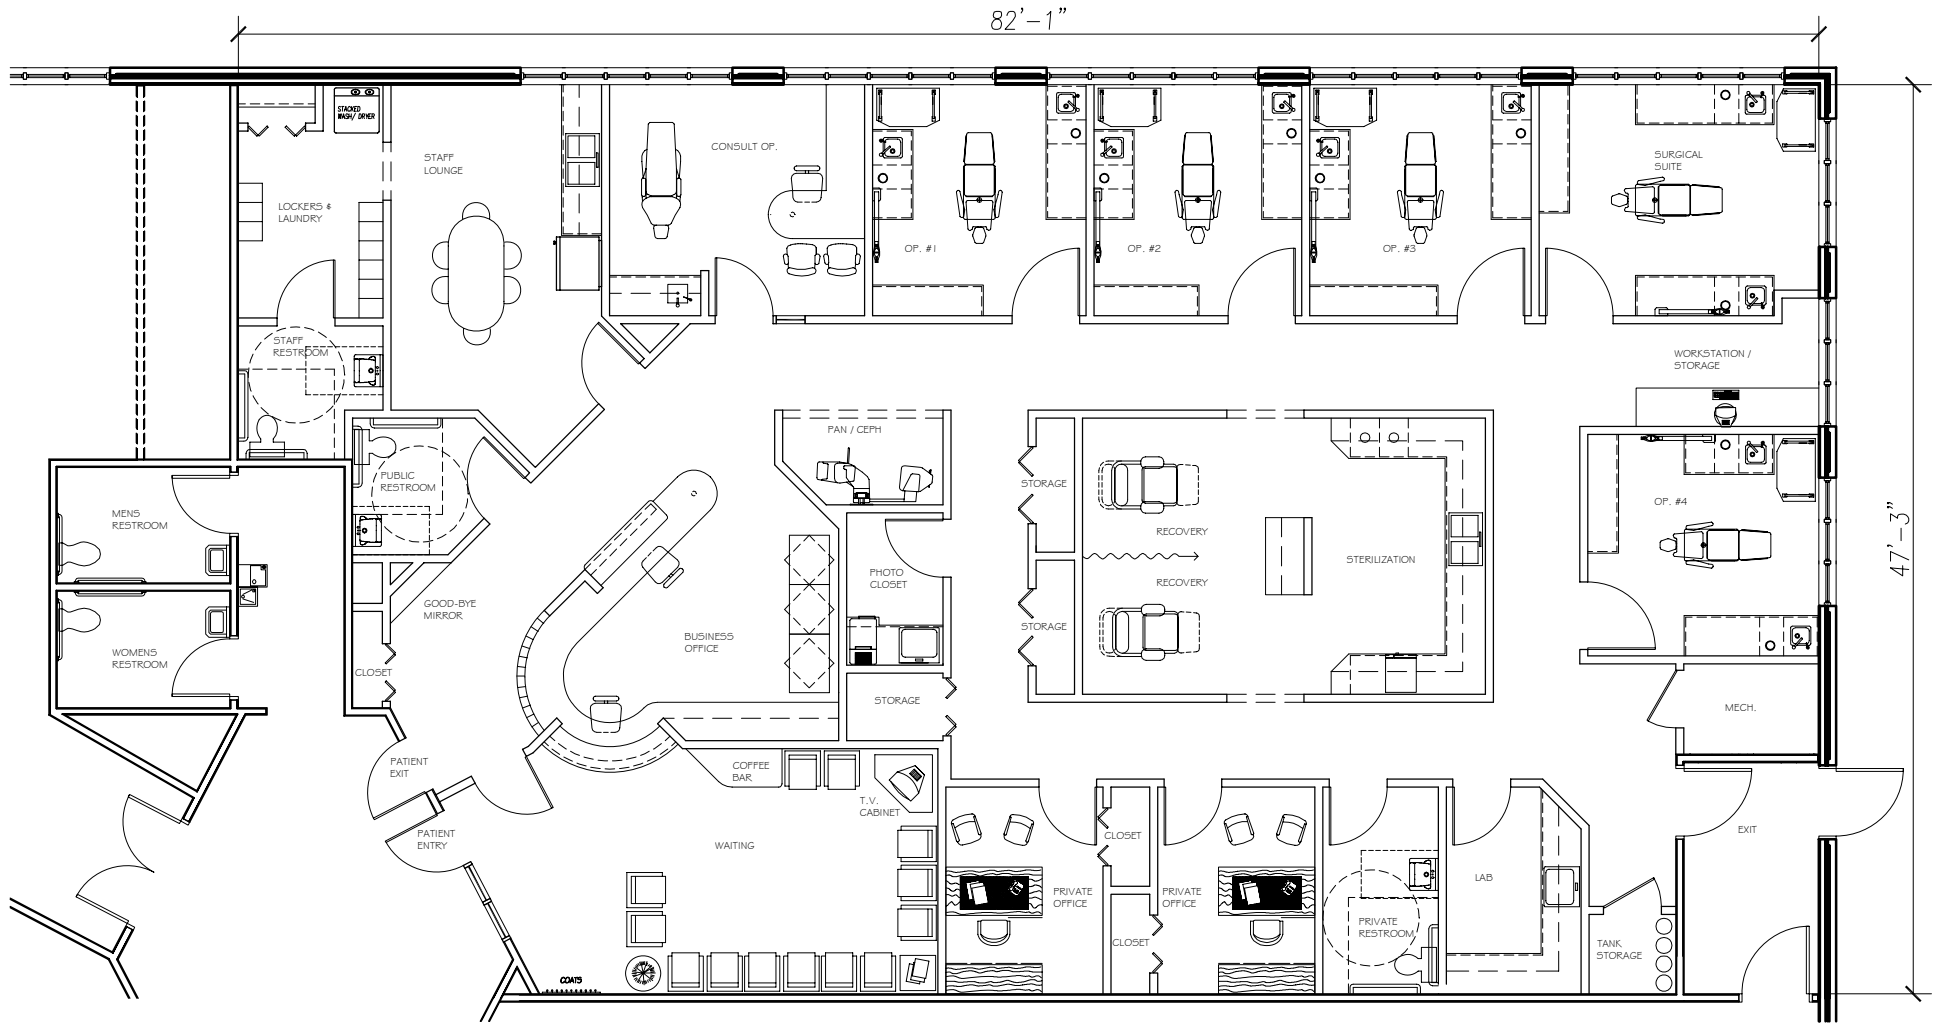 82'-1"
STACKED
WASH/ DRYER
STAFF
LOUNGE
CONSULT OP.
SURGICAL
SUITE
LOCKERS &
LAUNDRY
OP. #1
OP. #2
OP. #3
STAFF
RESTROOM
WORKSTATION /
STORAGE
PAN / CEPH
PUBLIC
RESTROOM
STORAGE
OP. #4
MENS
RESTROOM
RECOVERY
47'-3"
STERILIZATION
PHOTO
CLOSET
RECOVERY
GOOD-BYE
MIRROR
STORAGE
BUSINESS
OFFICE
WOMENS
RESTROOM
CLOSET
STORAGE
MECH.
PATIENT
EXIT
COFFEE
BAR
T.V.
CABINET
PATIENT
ENTRY
WAITING
CLOSET
EXIT
LAB
PRIVATE
OFFICE
PRIVATE
OFFICE
PRIVATE
RESTROOM
CLOSET
TANK
STORAGE
COATS